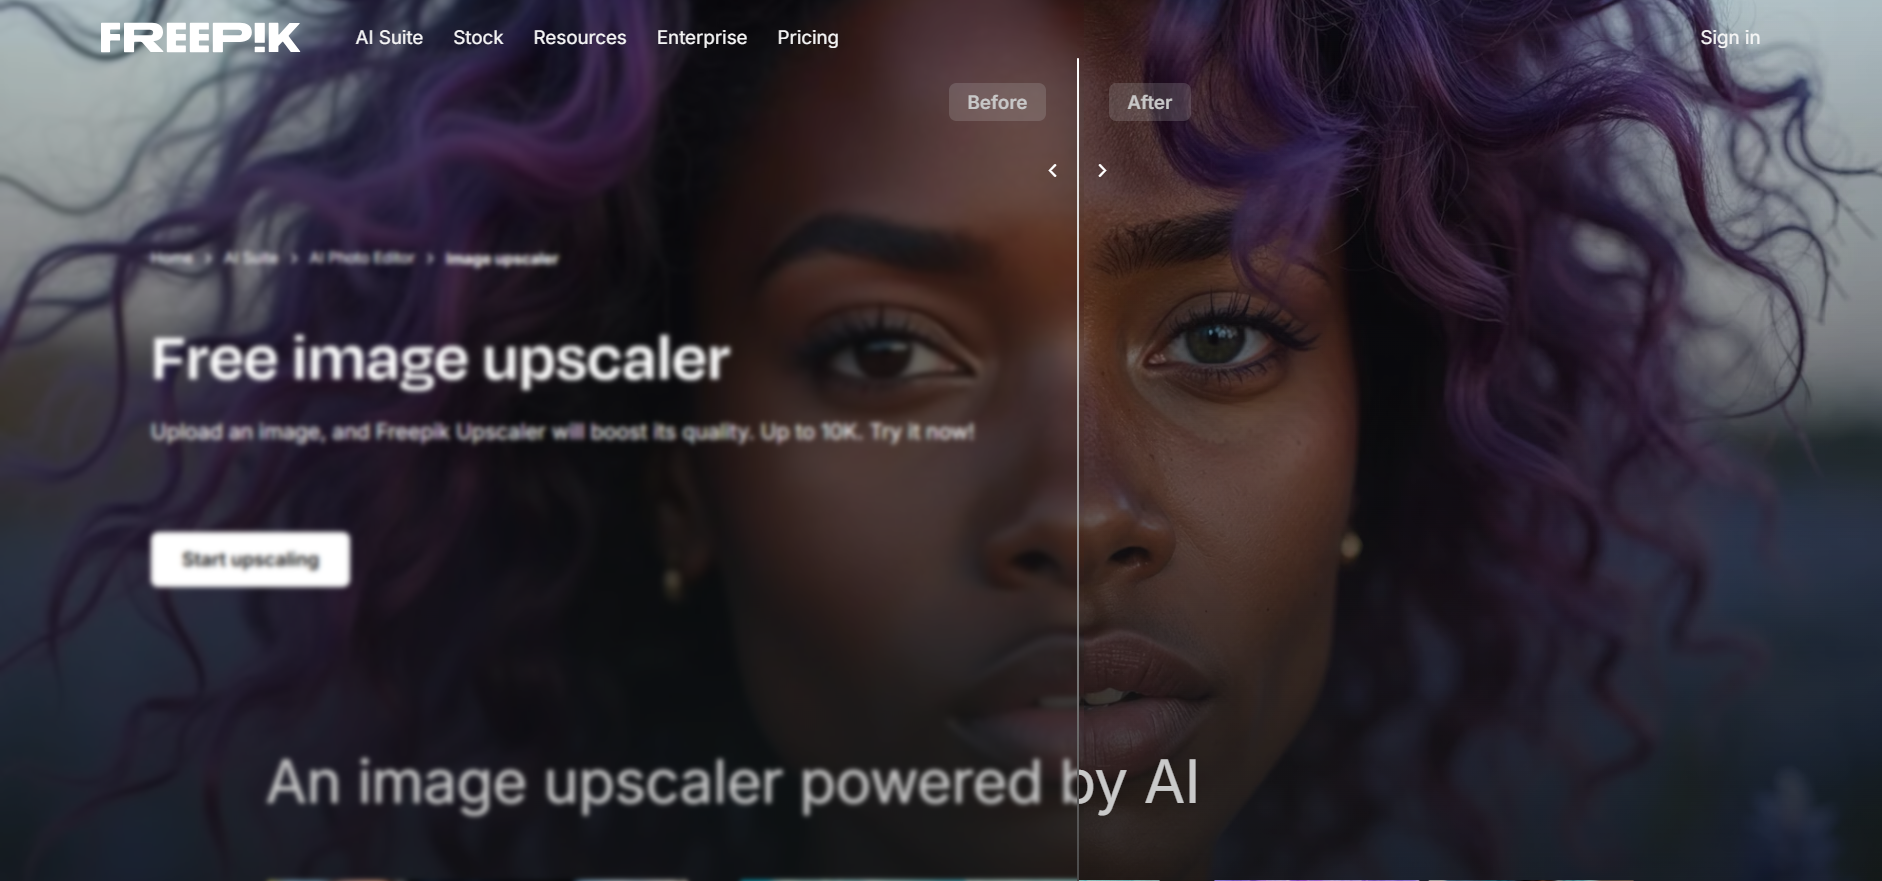 FREEP!K
AI Suite Stock Resources Enterprise Pricing Sign in
Before After
Home > AI Suite > AI Photo Editor > Image upscaler
Free image upscaler
Upload an image, and Freepik Upscaler will boost its quality. Up to 10K. Try it now!
Start upscaling
An image upscaler powered by AI